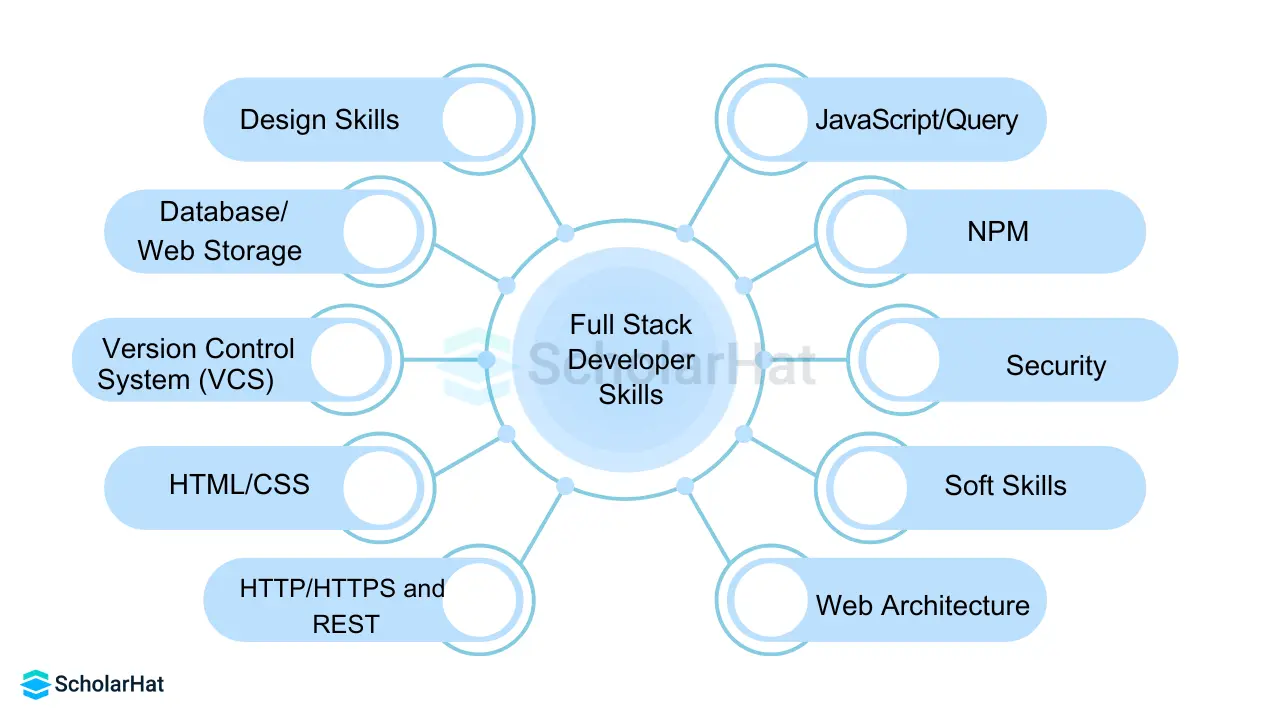 Design Skills
JavaScript/Query
Database/
Web Storage
NPM
Version Control
System (VCS)
Full Stack
Developer
Skills
ScholarHat
Security
HTML/CSS
Soft Skills
HTTP/HTTPS and
REST
Web Architecture
ScholarHat